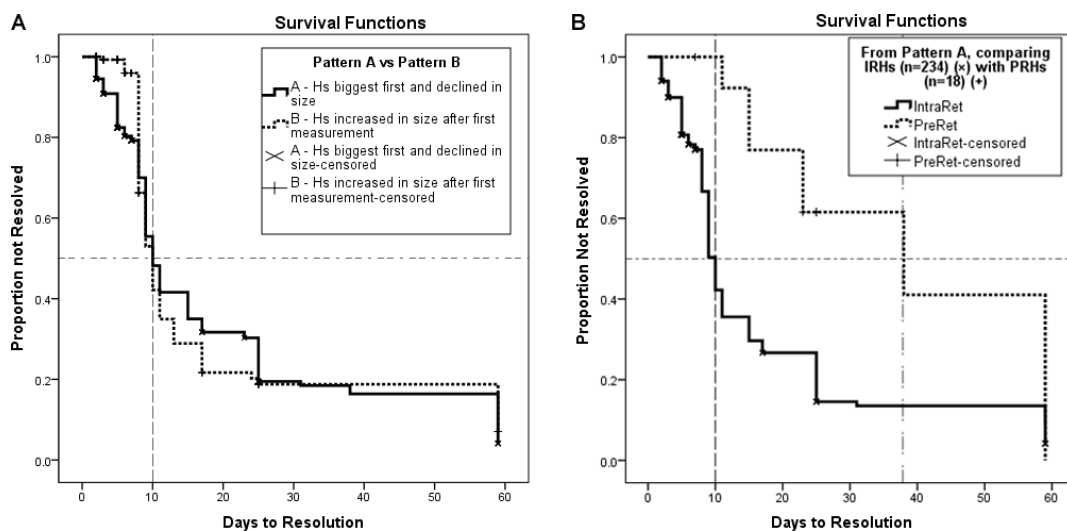 A
Survival Functions
Pattern A vs Pattern B
A - Hs biggest first and declined in
size
B - Hs increased in size after first
measurement
A - Hs biggest first and declined in
size-censored
B - Hs increased in size after first
measurement-censored
Proportion not Resolved
1.0
0.8
0.6
0.4
0.2
0.0
0 10 20 30 40 50 60
Days to Resolution
B
Survival Functions
From Pattern A, comparing
IRHs (n=234) (×) with PRHs
(n=18) (+)
IntraRet
PreRet
IntraRet-censored
PreRet-censored
Proportion Not Resolved
1.0
0.8
0.6
0.4
0.2
0.0
0 10 20 30 40 50 60
Days to Resolution